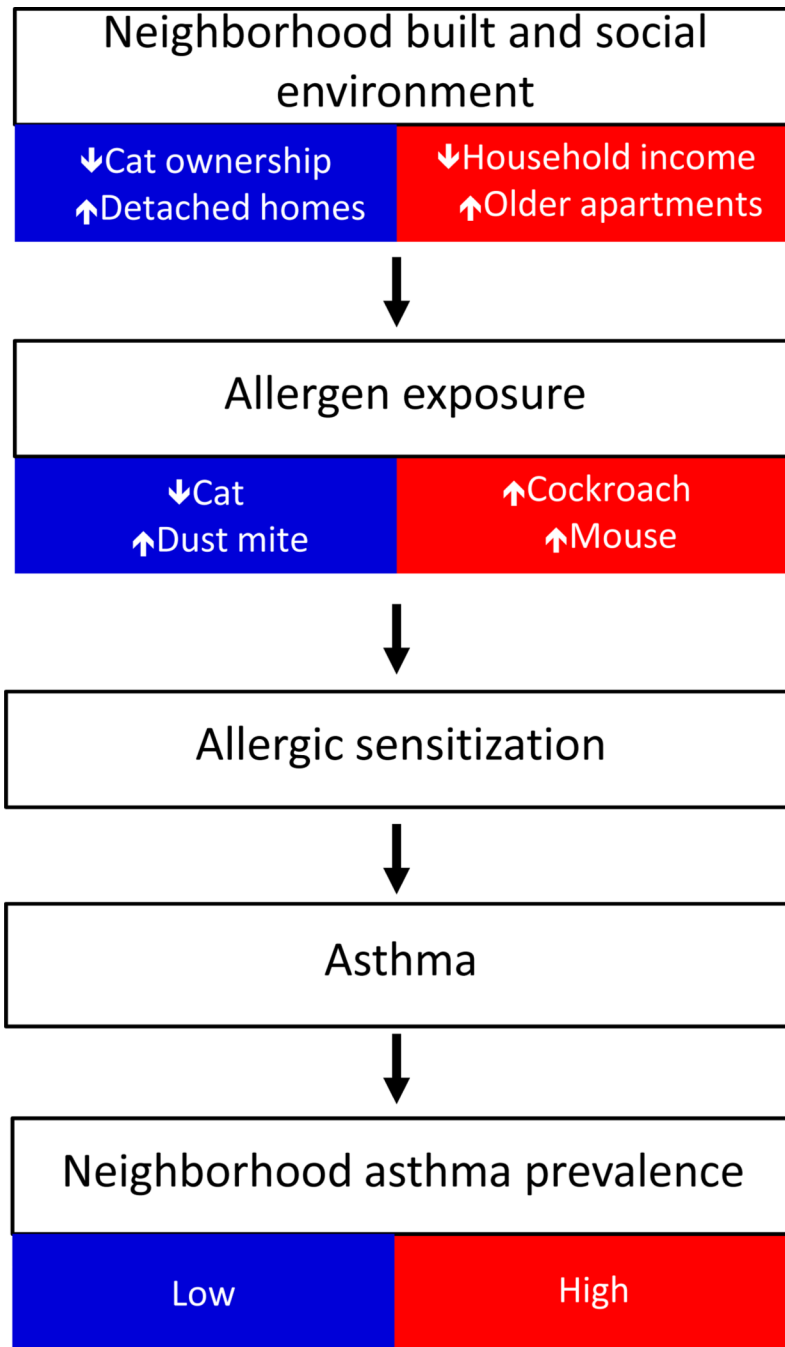 Neighborhood built and social
environment
↓Cat ownership
↑Detached homes
↓Household income
↑Older apartments
Allergen exposure
↓Cat
↑Dust mite
↑Cockroach
↑Mouse
Allergic sensitization
Asthma
Neighborhood asthma prevalence
Low
High